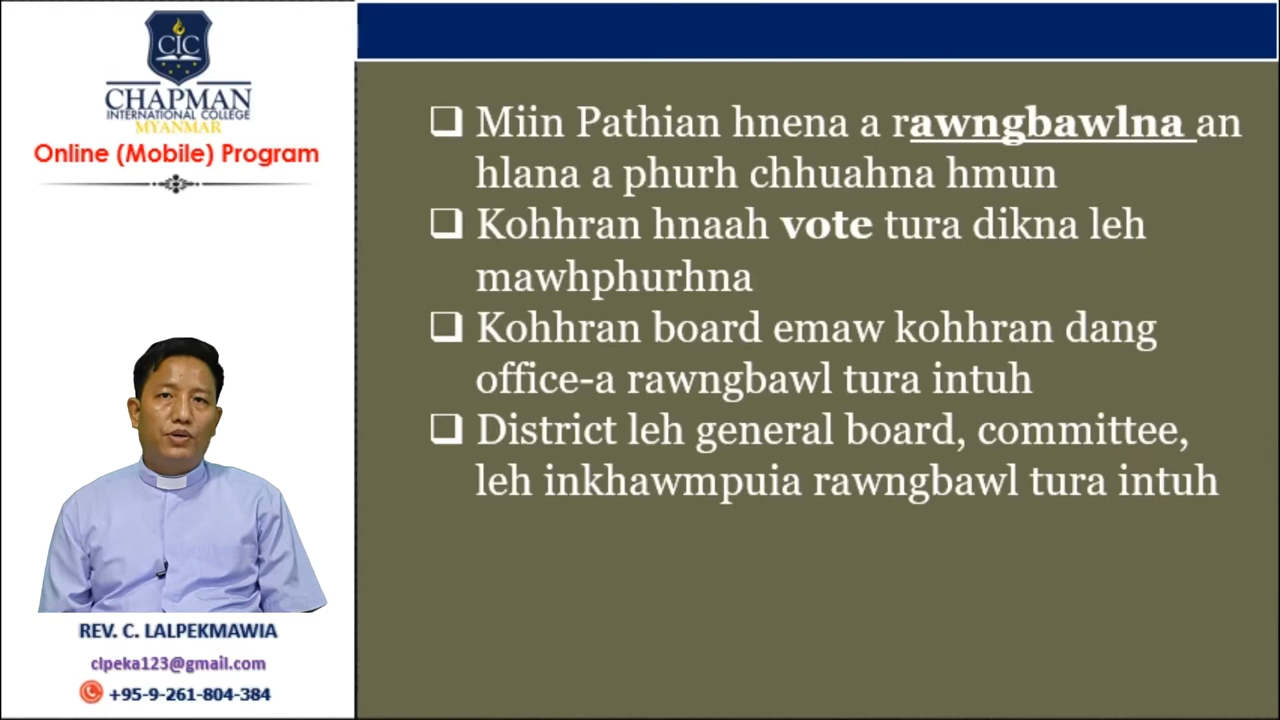 CIC
CHAPMAN
INTERNATIONAL COLLEGE
MYANMAR
Online (Mobile) Program
REV. C. LALPEKMAWIA
clpeka123@gmail.com
+95-9-261-804-384
❑ Miin Pathian hnena a rawngbawlna an
hlana a phurh chhuahna hmun
❑ Kohhran hnaah vote tura dikna leh
mawhphurhna
❑ Kohhran board emaw kohhran dang
office-a rawngbawl tura intuh
❑ District leh general board, committee,
leh inkhawmpuia rawngbawl tura intuh